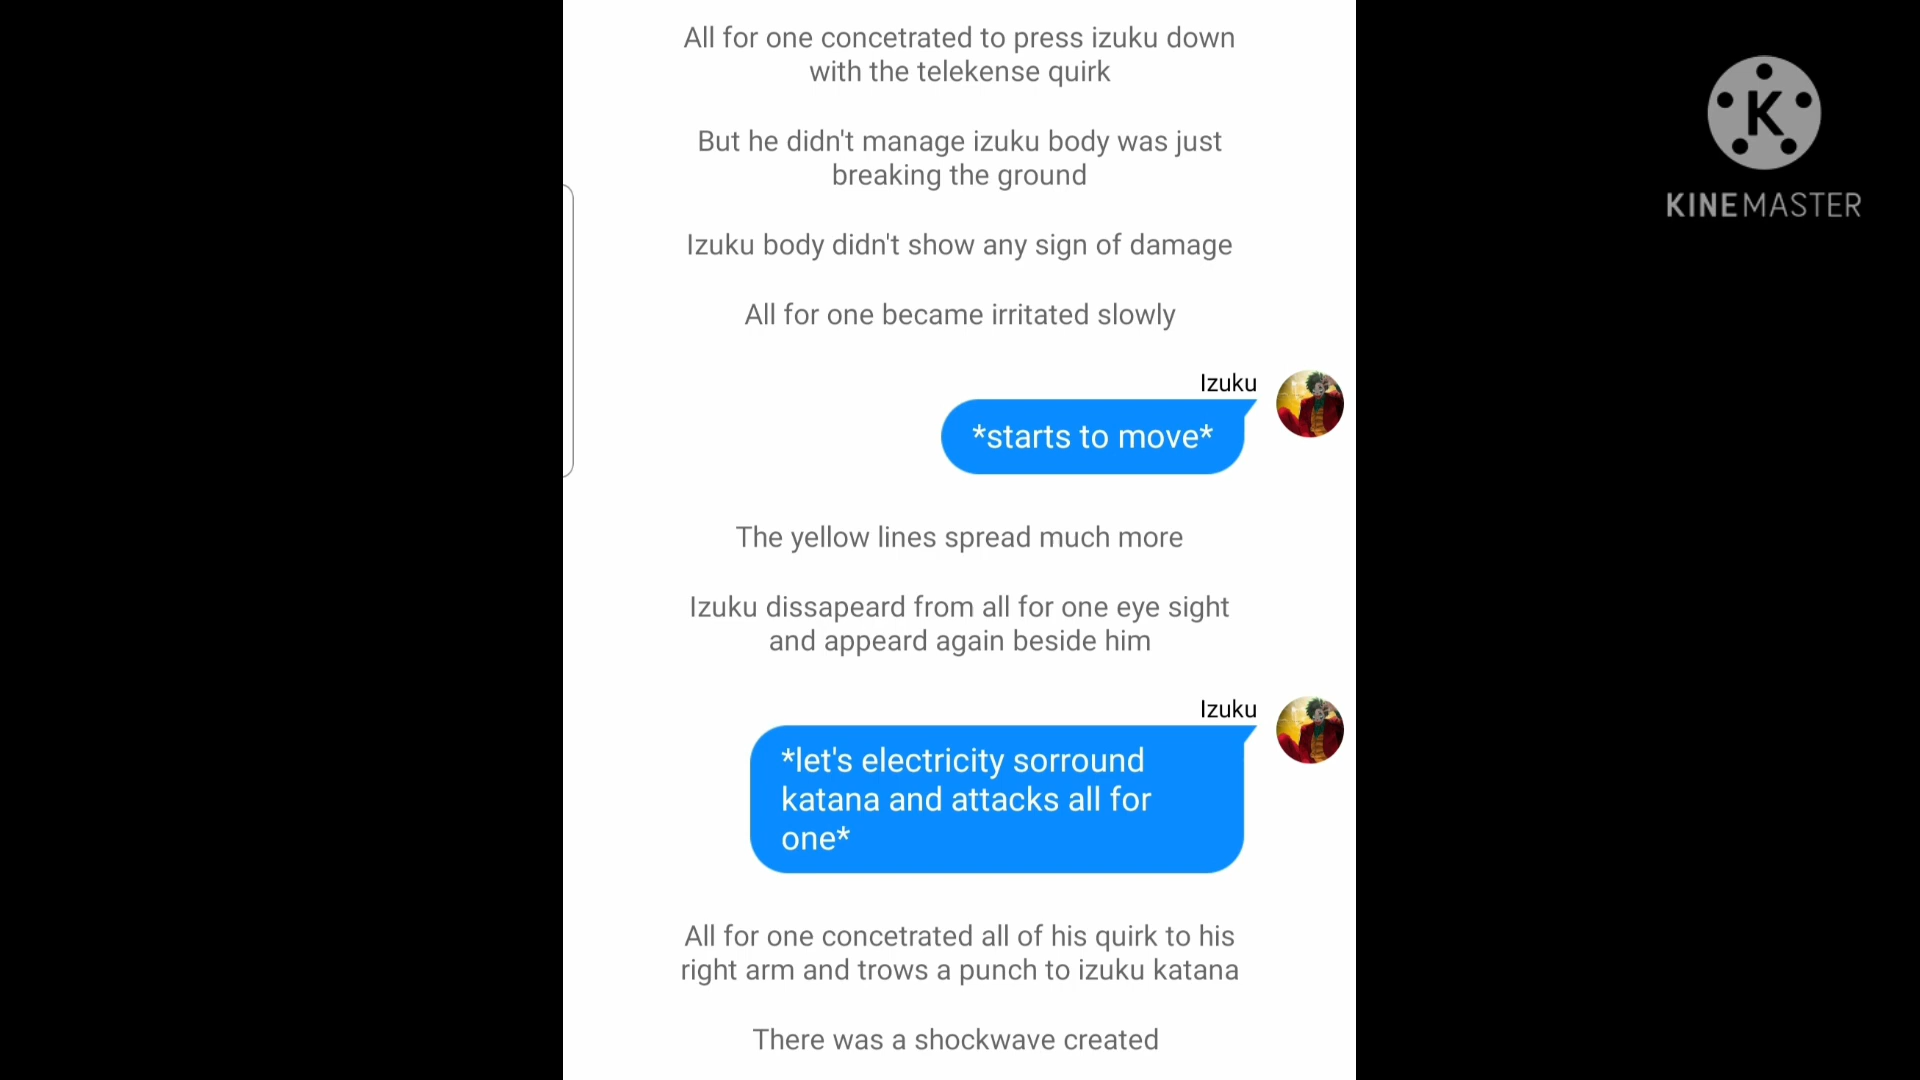 All for one concetrated to press izuku down
with the telekense quirk
But he didn't manage izuku body was just
breaking the ground
Izuku body didn't show any sign of damage
All for one became irritated slowly
Izuku
*starts to move*
The yellow lines spread much more
Izuku dissapeard from all for one eye sight
and appeard again beside him
Izuku
*let's electricity sorround
katana and attacks all for
one*
All for one concetrated all of his quirk to his
right arm and trows a punch to izuku katana
There was a shockwave created
K
KINEMASTER